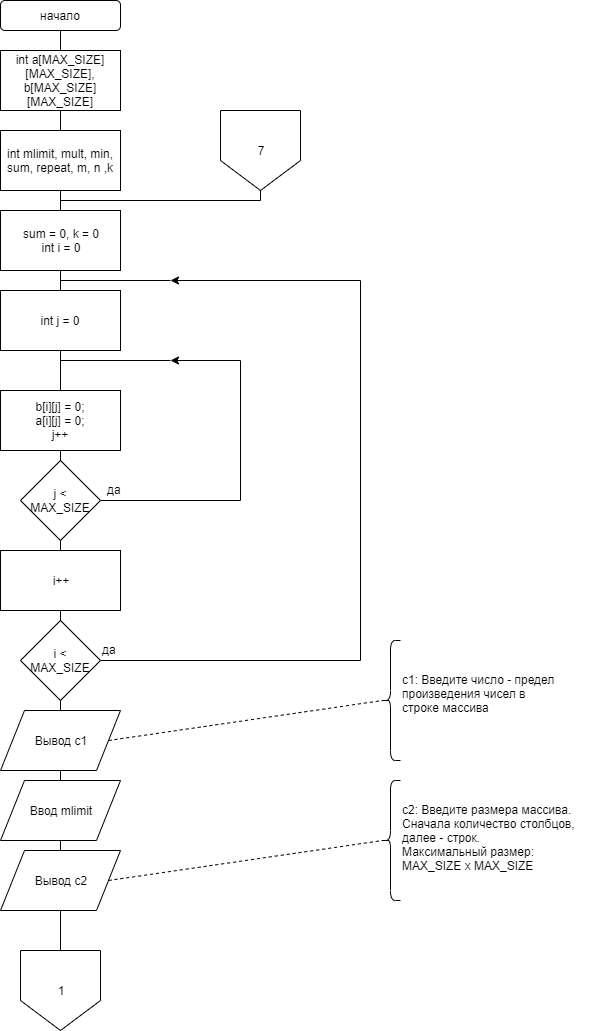 начало
int a[MAX_SIZE]
[MAX_SIZE],
b[MAX_SIZE]
[MAX_SIZE]
int mlimit, mult, min,
sum, repeat, m, n ,k
7
sum = 0, k = 0
int i = 0
int j = 0
b[i][j] = 0;
a[i][j] = 0;
j++
j <
MAX_SIZE
да
i++
i <
MAX_SIZE
да
c1: Введите число - предел
произведения чисел в
строке массива
Вывод c1
Ввод mlimit
c2: Введите размера массива.
Сначала количество столбцов,
далее - строк.
Максимальный размер:
MAX_SIZE x MAX_SIZE
Вывод c2
1